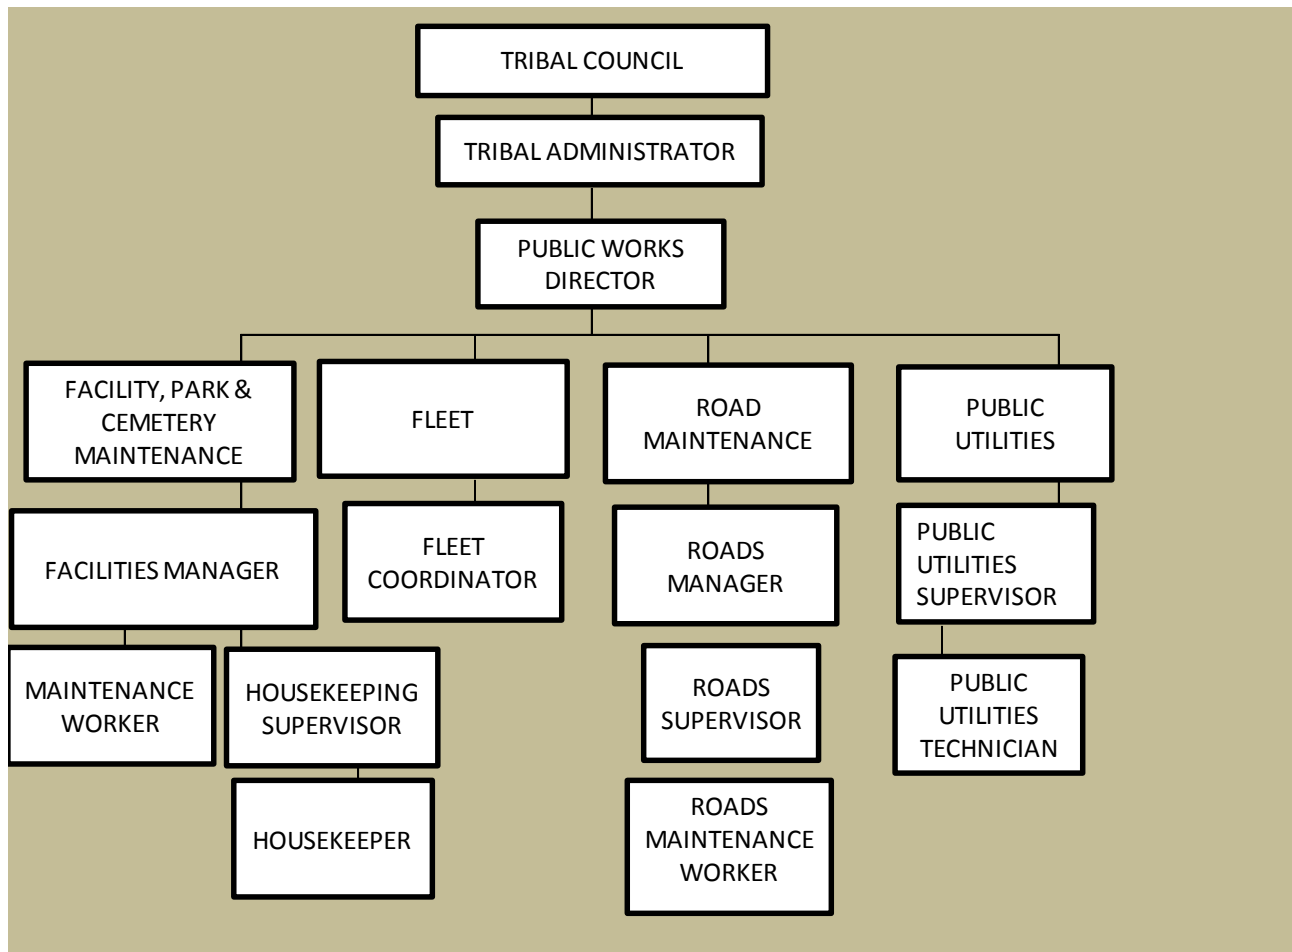 TRIBAL COUNCIL
TRIBAL ADMINISTRATOR
PUBLIC WORKS
DIRECTOR
FACILITY, PARK &
CEMETERY
MAINTENANCE
FLEET
ROAD
MAINTENANCE
PUBLIC
UTILITIES
FACILITIES MANAGER
FLEET
COORDINATOR
ROADS
MANAGER
PUBLIC
UTILITIES
SUPERVISOR
MAINTENANCE
WORKER
HOUSEKEEPING
SUPERVISOR
ROADS
SUPERVISOR
PUBLIC
UTILITIES
TECHNICIAN
HOUSEKEEPER
ROADS
MAINTENANCE
WORKER